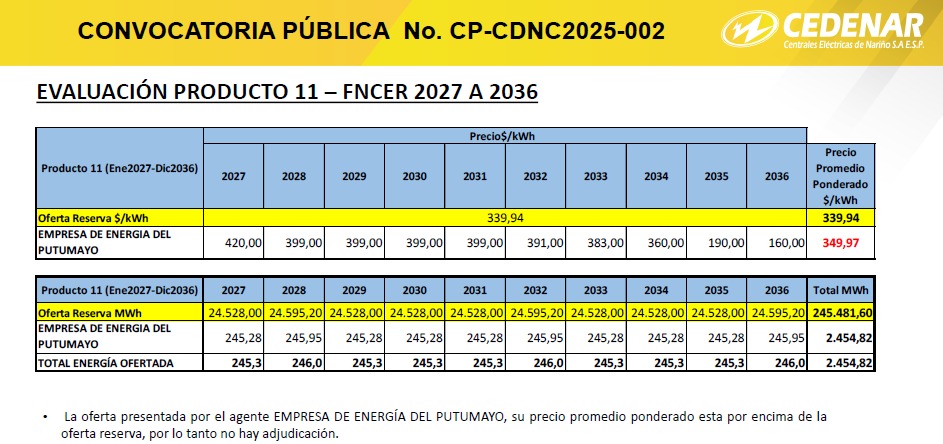 CONVOCATORIA PÚBLICA No. CP-CDNC2025-002
CEDENAR
Centrales Eléctricas de Nariño S.A E.S.P.
EVALUACIÓN PRODUCTO 11 – FNCER 2027 A 2036
Producto 11 (Ene2027-Dic2036) Precio$/kWh Precio Promedio Ponderado $/kWh
2027 2028 2029 2030 2031 2032 2033 2034 2035 2036
Oferta Reserva $/kWh 339,94 339,94
EMPRESA DE ENERGIA DEL PUTUMAYO 420,00 399,00 399,00 399,00 399,00 391,00 383,00 360,00 190,00 160,00 349,97
Producto 11 (Ene2027-Dic2036) 2027 2028 2029 2030 2031 2032 2033 2034 2035 2036 Total MWh
Oferta Reserva MWh 24.528,00 24.595,20 24.528,00 24.528,00 24.528,00 24.595,20 24.528,00 24.528,00 24.528,00 24.595,20 245.481,60
EMPRESA DE ENERGIA DEL PUTUMAYO 245,28 245,95 245,28 245,28 245,28 245,95 245,28 245,28 245,28 245,95 2.454,82
TOTAL ENERGÍA OFERTADA 245,3 246,0 245,3 245,3 245,3 246,0 245,3 245,3 245,3 246,0 2.454,82
• La oferta presentada por el agente EMPRESA DE ENERGÍA DEL PUTUMAYO, su precio promedio ponderado esta por encima de la
oferta reserva, por lo tanto no hay adjudicación.